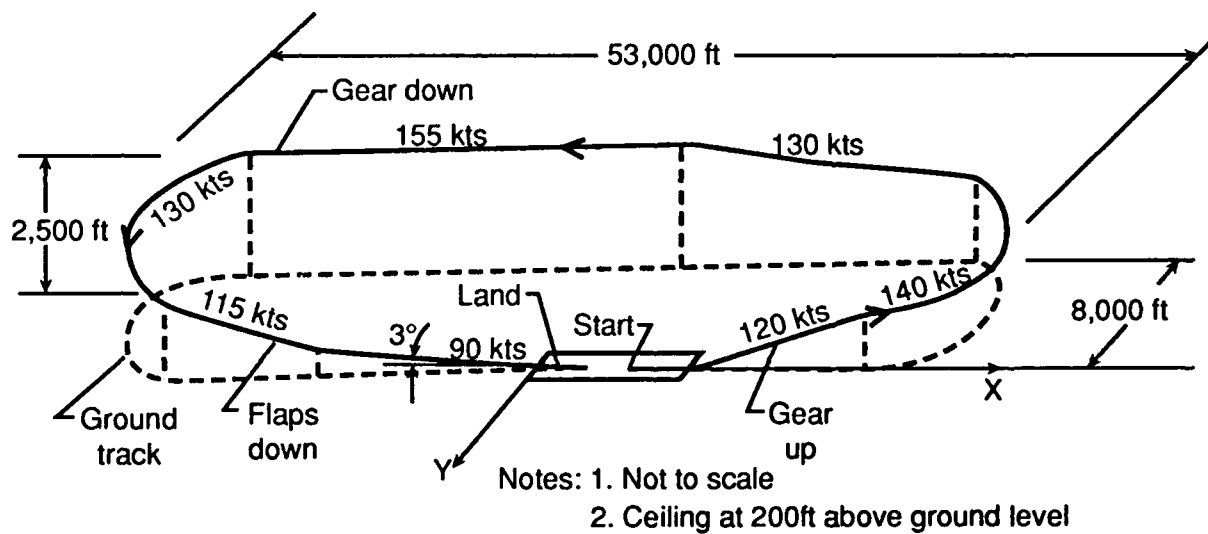 53,000 ft
Gear down
155 kts
130 kts
130 kts
2,500 ft
140 kts
115 kts
Land
Start
120 kts
8,000 ft
3°
90 kts
X
Ground
track
Flaps
down
Gear
up
Y
Notes: 1. Not to scale
2. Ceiling at 200ft above ground level